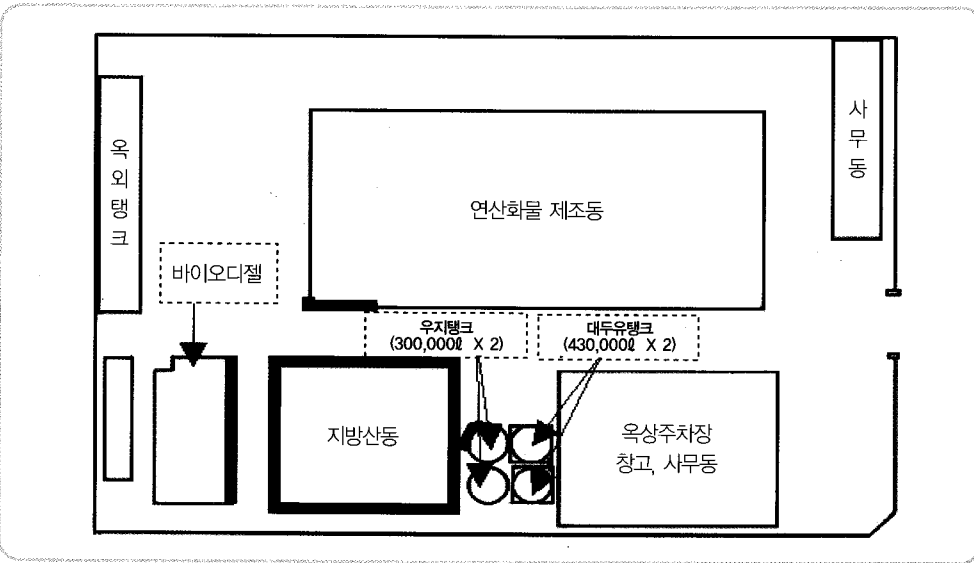 사무동
옥외탱크
연산화물 제조동
바이오디젤
우지탱크
(300,000ℓ X 2)
대두유탱크
(430,000ℓ X 2)
지방산동
옥상주차장
창고, 사무동